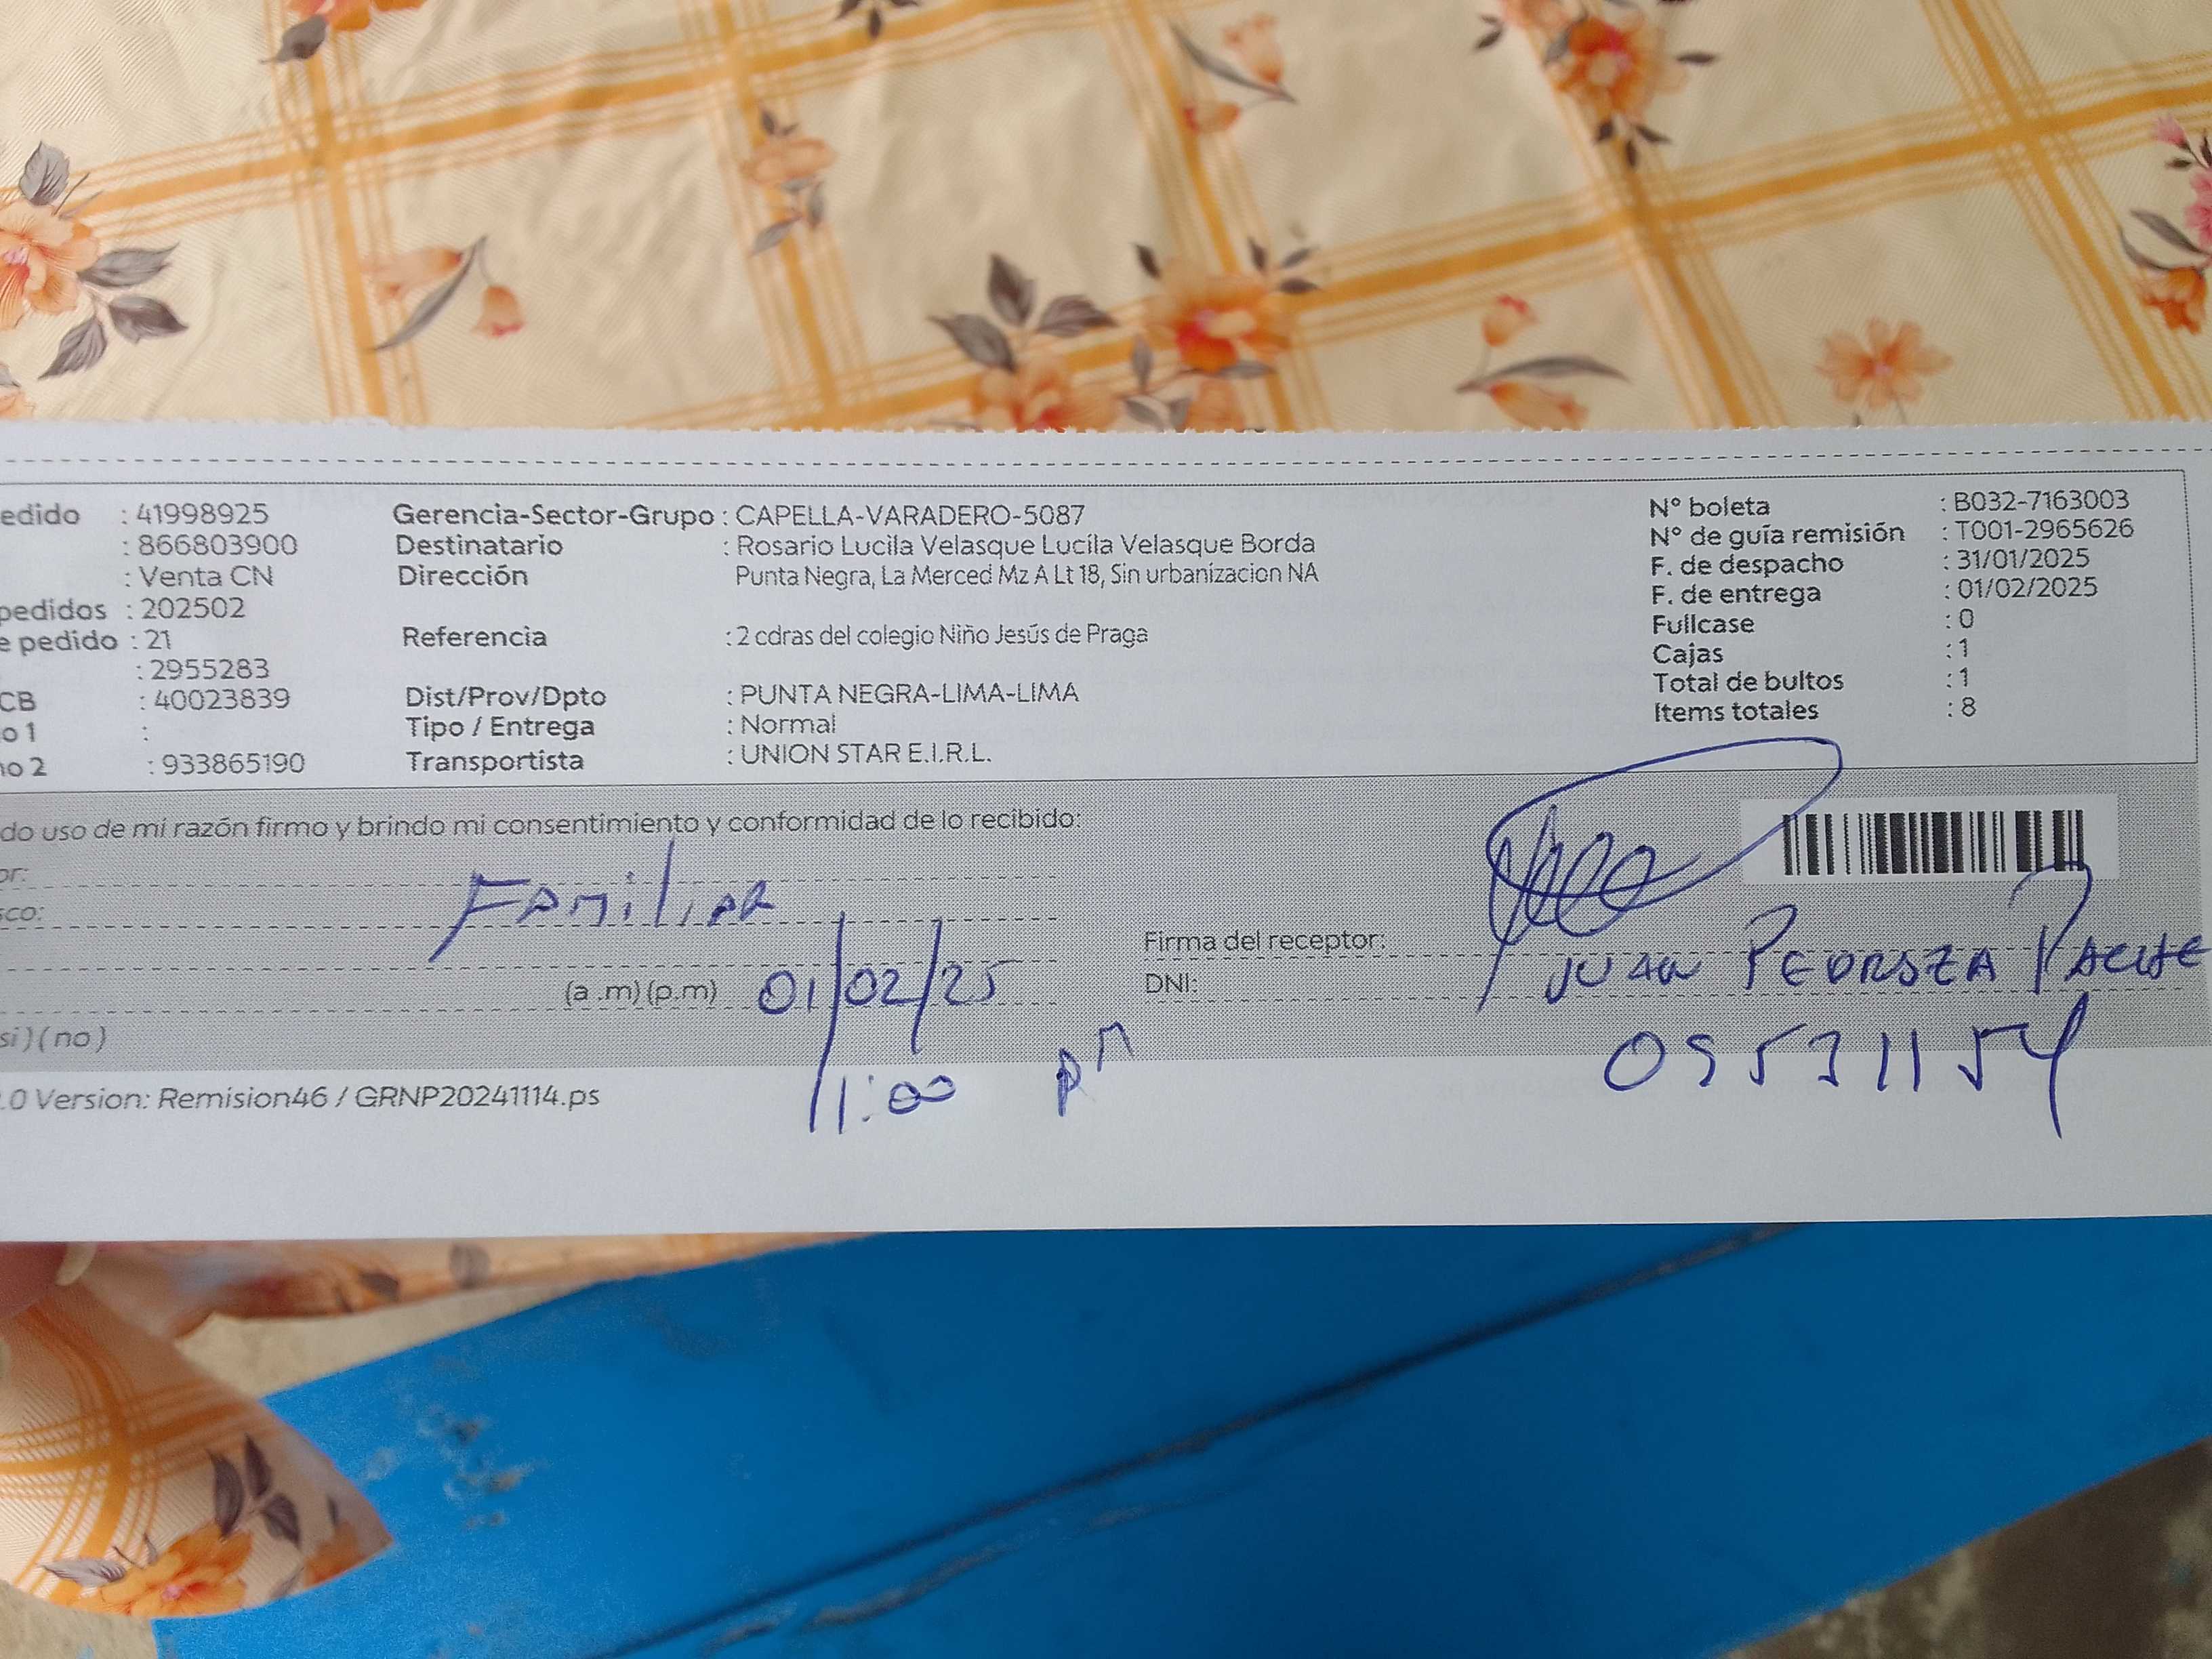 edido : 41998925 Gerencia-Sector-Grupo : CAPELLA-VARADERO-5087 Nº boleta : B032-7163003
: 866803900 Destinatario : Rosario Lucila Velasque Lucila Velasque Borda Nº de guía remisión : T001-2965626
: Venta CN Dirección Punta Negra, La Merced Mz A Lt 18, Sin urbanizacion NA F. de despacho : 31/01/2025
pedidos : 202502 F. de entrega : 01/02/2025
e pedido : 21 Referencia : 2 cdras del colegio Niño Jesús de Praga Fullcase : 0
: 2955283 Cajas : 1
CB : 40023839 Dist/Prov/Dpto : PUNTA NEGRA-LIMA-LIMA Total de bultos : 1
o 1 : Tipo / Entrega : Normal Items totales : 8
no 2 : 933865190 Transportista : UNION STAR E.I.R.L.
do uso de mi razón firmo y brindo mi consentimiento y conformidad de lo recibido:
or:
sco: Familiar
Firma del receptor:
(a .m) (p.m) 01/02/25 DNI: JUAN
si ) ( no )
11:00 pm
.0 Version: Remision46 / GRNP20241114.ps